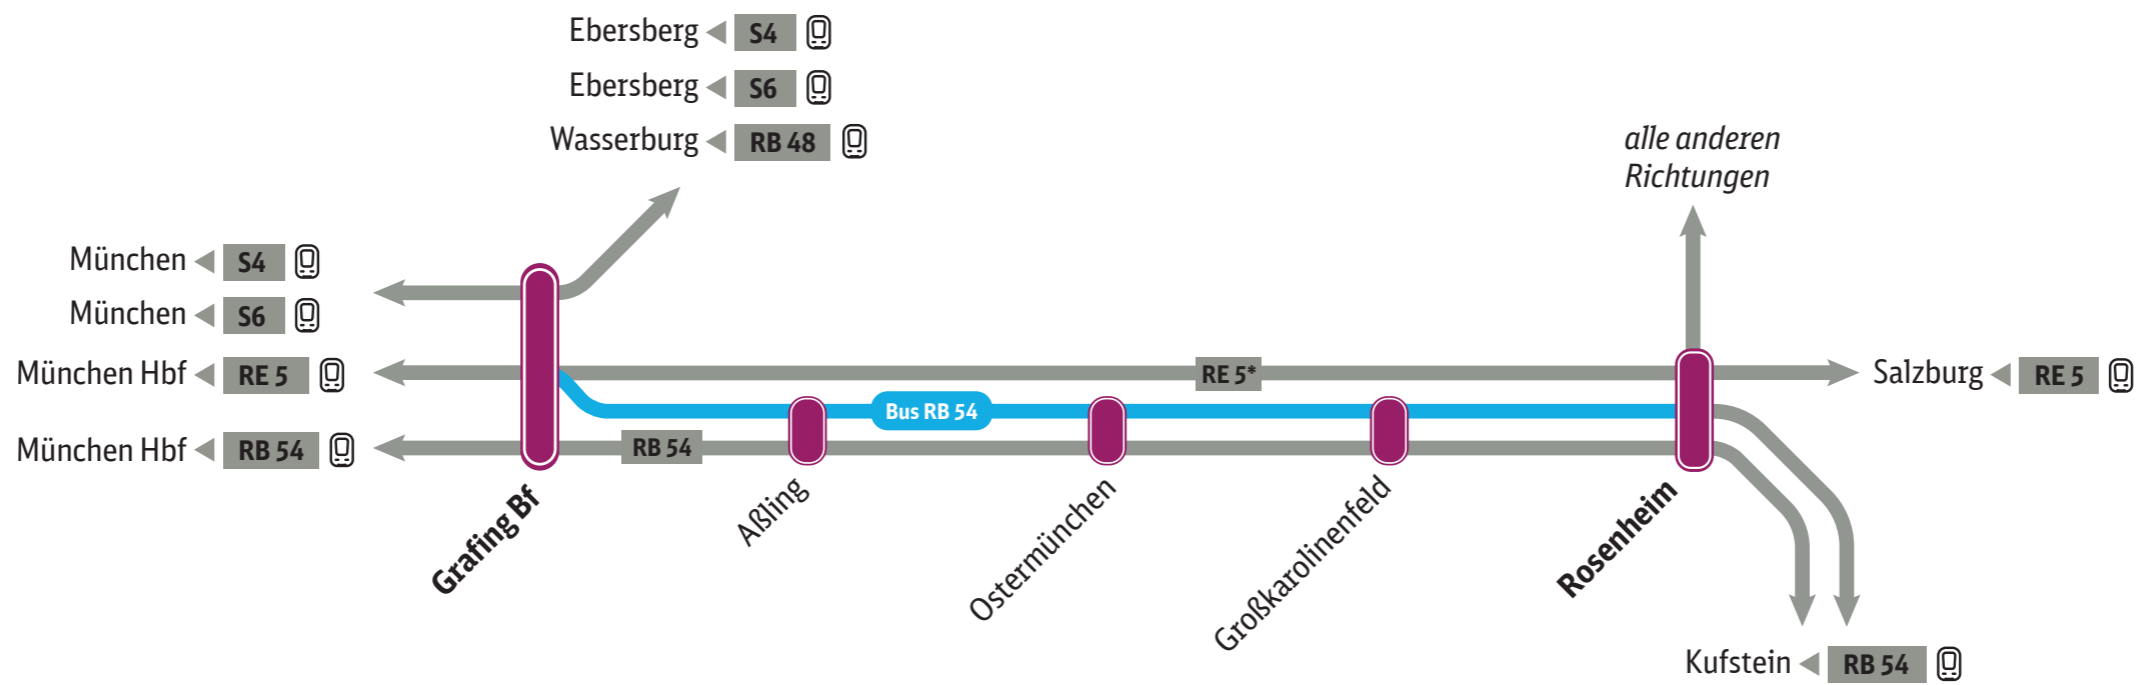 Ebersberg S4
Ebersberg S6
Wasserburg RB 48
alle anderen
Richtungen
München S4
München S6
München Hbf RE 5
RE 5*
Salzburg RE 5
Bus RB 54
München Hbf RB 54
RB 54
Grafing Bf
Aßling
Ostermünchen
Großkarolinenfeld
Rosenheim
Kufstein RB 54